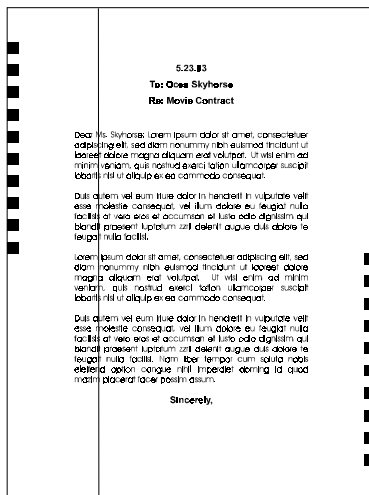 5.23.93
To: Ocea Skyhorse
Re: Movie Contract
Dear Ms. Skyhorse: Lorem ipsum dolor sit amet, consectetuer
adipiscing elit, sed diam nonummy nibh euismod tincidunt ut
laoreet dolore magna aliquam erat volutpat. Ut wisi enim ad
minim veniam, quis nostrud exerci tation ullamcorper suscipit
lobortis nisl ut aliquip ex ea commodo consequat.
Duis autem vel eum iriure dolor in hendrerit in vulputate velit
esse molestie consequat, vel illum dolore eu feugiat nulla
facilisis at vero eros et accumsan et iusto odio dignissim qui
blandit praesent luptatum zzril delenit augue duis dolore te
feugait nulla facilisi.
Lorem ipsum dolor sit amet, consectetuer adipiscing elit, sed
diam nonummy nibh euismod tincidunt ut laoreet dolore
magna aliquam erat volutpat. Ut wisi enim ad minim
veniam, quis nostrud exerci tation ullamcorper suscipit
lobortis nisl ut aliquip ex ea commodo consequat.
Duis autem vel eum iriure dolor in hendrerit in vulputate velit
esse molestie consequat, vel illum dolore eu feugiat nulla
facilisis at vero eros et accumsan et iusto odio dignissim qui
blandit praesent luptatum zzril delenit augue duis dolore te
feugait nulla facilisi. Nam liber tempor cum soluta nobis
eleifend option congue nihil imperdiet doming id quod
mazim placerat facer possim assum.
Sincerely,